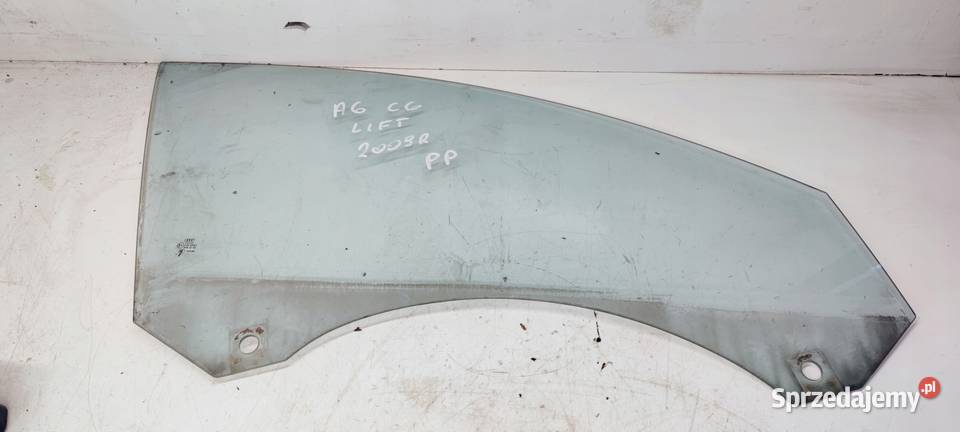 A6 C6
LIFT
2009R
PP
Sprzedajemy.pl